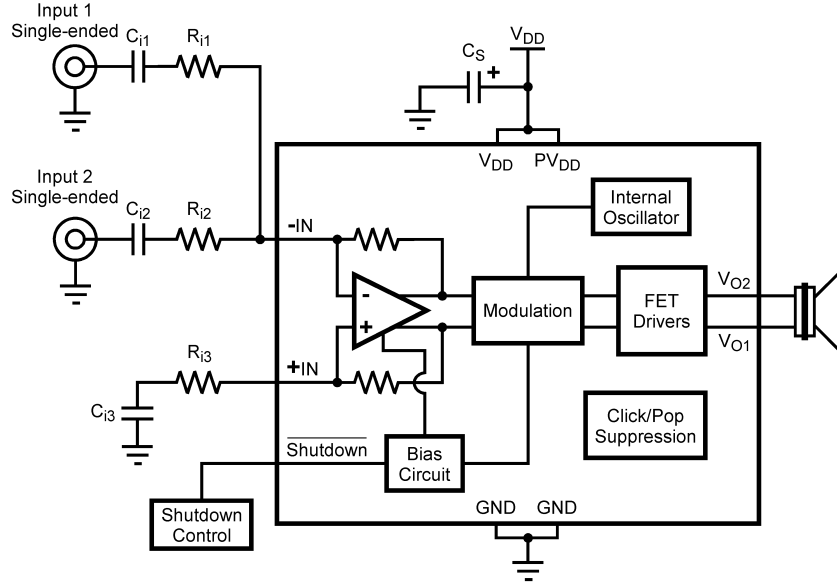 Input 1
Single-ended
Ci1
Ri1
VDD
CS
+
VDD
PVDD
Input 2
Single-ended
Ci2
Ri2
-IN
Internal
Oscillator
-
+
Modulation
FET
Drivers
VO2
VO1
Ri3
+IN
Ci3
Click/Pop
Suppression
Shutdown
Bias
Circuit
Shutdown
Control
GND
GND